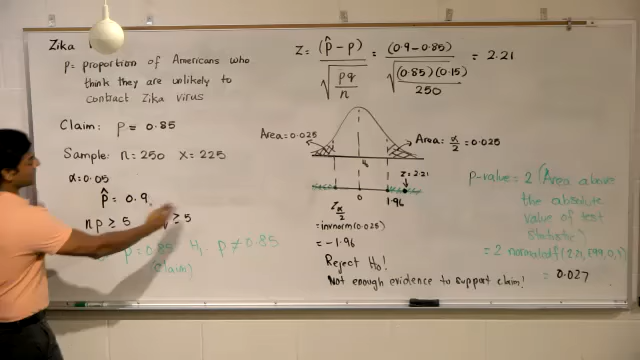 Zika
p = proportion of Americans who
think they are unlikely to
contract Zika virus
Claim: p = 0.85
Sample: n = 250 x = 225
α = 0.05
p̂ = 0.9
np ≥ 5 ≥ 5
p = 0.85 H₁: p ≠ 0.85
(claim)
Z = (p̂ - p) / √(pq/n) = (0.9 - 0.85) / √((0.85)(0.15)/250) = 2.21
Area = 0.025
Area: α/2 = 0.025
Z = 2.21
0
1.96
Z α/2
= invnorm(0.025)
= -1.96
Reject H₀!
Not enough evidence to support claim!
p-value = 2 (Area above
the absolute
value of test
statistic)
= 2 normalcdf(2.21, E99, 0, 1)
= 0.027